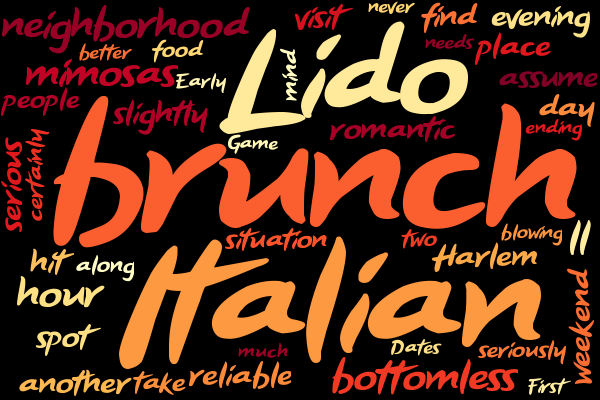 neighborhood
visit
never
find
evening
better
food
Lido
needs
place
mimosas
Early
mind
assume
people
slightly
Game
romantic
day
ending
serious
certainly
brunch
situation
two
blowing
ll
hit
along
Harlem
hour
Italian
weekend
spot
much
Dates
seriously
another
take
reliable
bottomless
First